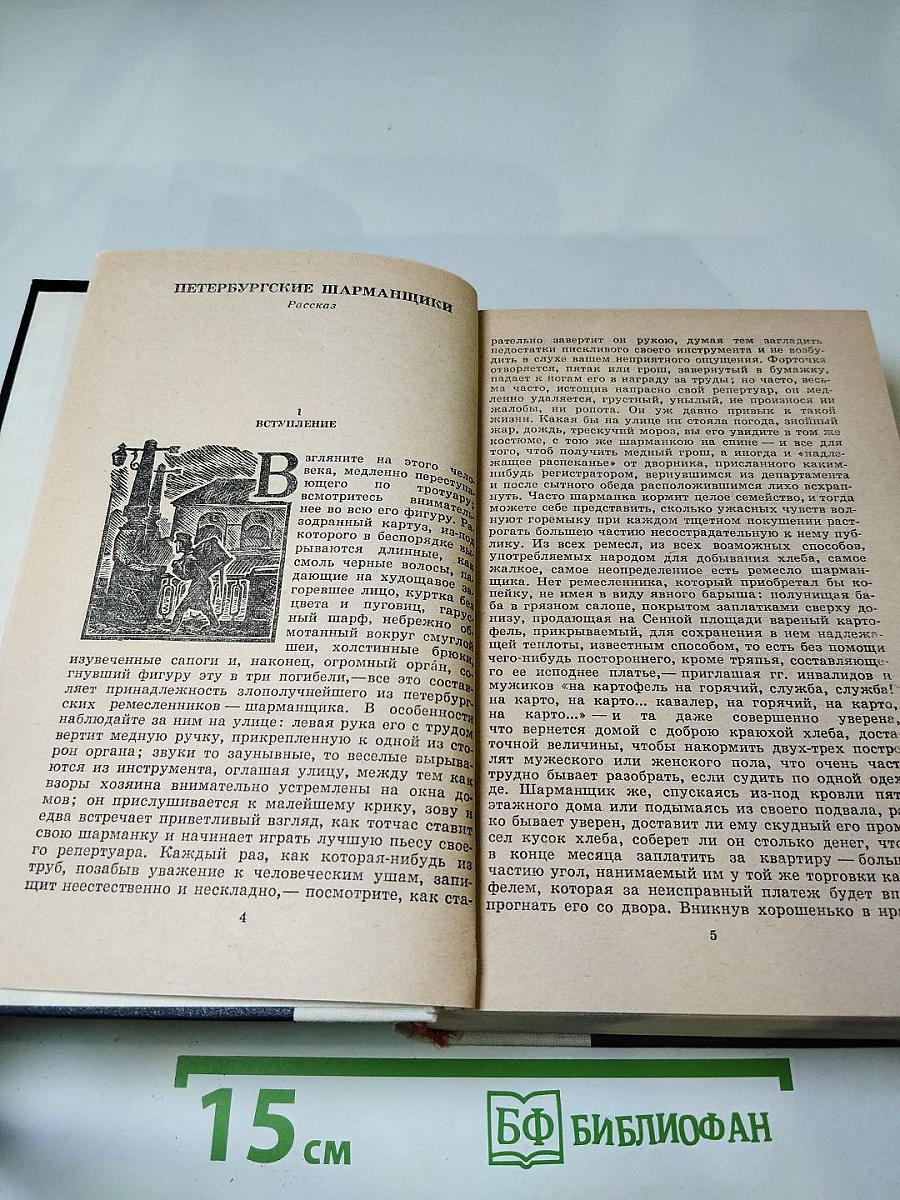 ПЕТЕРБУРГСКИЕ ШАРМАНЩИКИ
Рассказ
1
ВСТУПЛЕНИЕ
Взгляните на этого чело-
века, медленно переступа-
ющего по тротуару;
всмотритесь вниматель-
нее во всю его фигуру. Ра-
зодранный картуз, из-под
которого в беспорядке вы-
рываются длинные, как
смоль черные волосы, па-
дающие на худощавое за-
горевшее лицо, куртка без
цвета и пуговиц, гарус-
ный шарф, небрежно об-
мотанный вокруг смуглой
шеи, холстинные брюки,
изувеченные сапоги и, наконец, огромный орга́н, со-
гнувший фигуру эту в три погибели,— все это состав-
ляет принадлежность злополучнейшего из петербург-
ских ремесленников — шарманщика. В особенности
наблюдайте за ним на улице: левая рука его с трудом
вертит медную ручку, прикрепленную к одной из сто-
рон органа; звуки то заунывные, то веселые вырыва-
ются из инструмента, оглашая улицу, между тем как
взоры хозяина внимательно устремлены на окна до-
мов; он прислушивается к малейшему крику, зову и
едва встречает приветливый взгляд, как тотчас ставит
свою шарманку и начинает играть лучшую пьесу свое-
го репертуара. Каждый раз, как которая-нибудь из
труб, позабыв уважение к человеческим ушам, запи-
щит неестественно и нескладно,— посмотрите, как ста-
4
рательно завертит он рукою, думая тем загладить
недостатки пискливого своего инструмента и не возбу-
дить в слухе вашем неприятного ощущения. Форточка
отворяется, пятак или грош, завернутый в бумажку,
падает к ногам его в награду за труды; но часто, весь-
ма часто, истощив напрасно свой репертуар, он мед-
ленно удаляется, грустный, унылый, не произнося ни
жалобы, ни ропота. Он уж давно привык к такой
жизни. Какая бы на улице ни стояла погода, знойный
жар, дождь, трескучий мороз, вы его увидите в том же
костюме, с тою же шарманкою на спине — и все для
того, чтоб получить медный грош, а иногда и «надле-
жащее распеканье» от дворника, присланного каким-
нибудь регистратором, вернувшимся из департамента
и после сытного обеда расположившимся лихо всхрап-
нуть. Часто шарманка кормит целое семейство, и тогда
можете себе представить, сколько ужасных чувств вол-
нуют горемыку при каждом тщетном покушении раст-
рогать большею частию несострадательную к нему пуб-
лику. Из всех ремесл, из всех возможных способов,
употребляемых народом для добывания хлеба, самое
жалкое, самое неопределенное есть ремесло шарман-
щика. Нет ремесленника, который приобретал бы ко-
пейку, не имея в виду явного барыша: полунищая ба-
ба в грязном салопе, покрытом заплатками сверху до-
низу, продающая на Сенной площади вареный карто-
фель, прикрываемый, для сохранения в нем надлежа-
щей теплоты, известным способом, то есть без помощи
чего-нибудь постороннего, кроме тряпья, составляюще-
го ее исподнее платье,— приглашая гг. инвалидов и
мужиков «на картофель на горячий, служба, служба!
на карто, на карто... кавалер, на горячий, на карто,
на карто...» — и та даже совершенно уверена,
что вернется домой с доброю краюхой хлеба, доста-
точной величины, чтобы накормить двух-трех постре-
лят мужеского или женского пола, что очень част
трудно бывает разобрать, если судить по одной одеж
де. Шарманщик же, спускаясь из-под кровли пят
этажного дома или подымаясь из своего подвала, ра
ко бывает уверен, доставит ли ему скудный его пром
сел кусок хлеба, соберет ли он столько денег, что
в конце месяца заплатить за квартиру — больш
частию угол, нанимаемый им у той же торговки ка
фелем, которая за неисправный платеж будет впр
прогнать его со двора. Вникнув хорошенько в нра
5
15 см
БФ БИБЛИОФАН